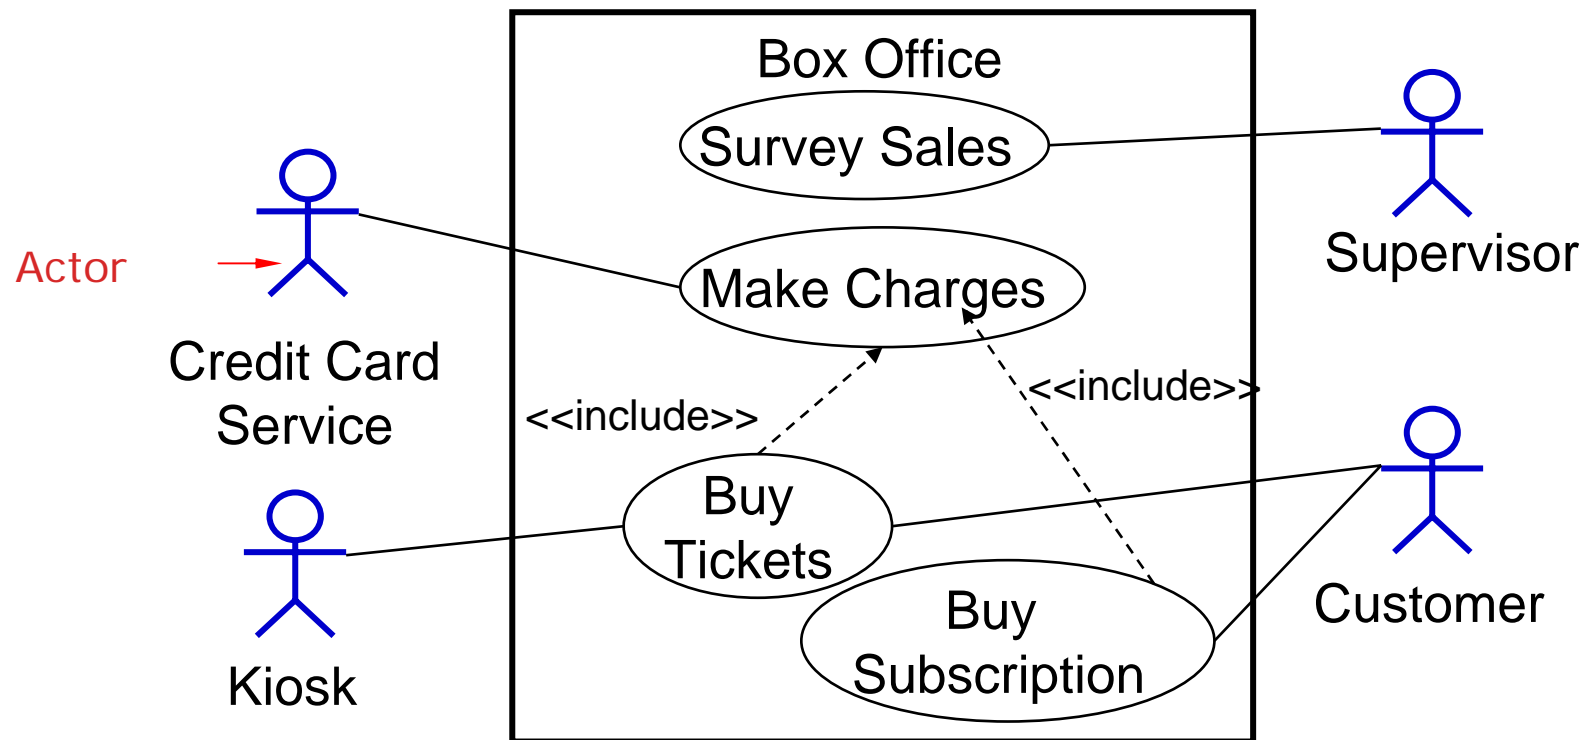 Box Office
Survey Sales
Supervisor
Actor
Make Charges
Credit Card
Service
<<include>>
<<include>>
Buy
Tickets
Customer
Buy
Subscription
Kiosk